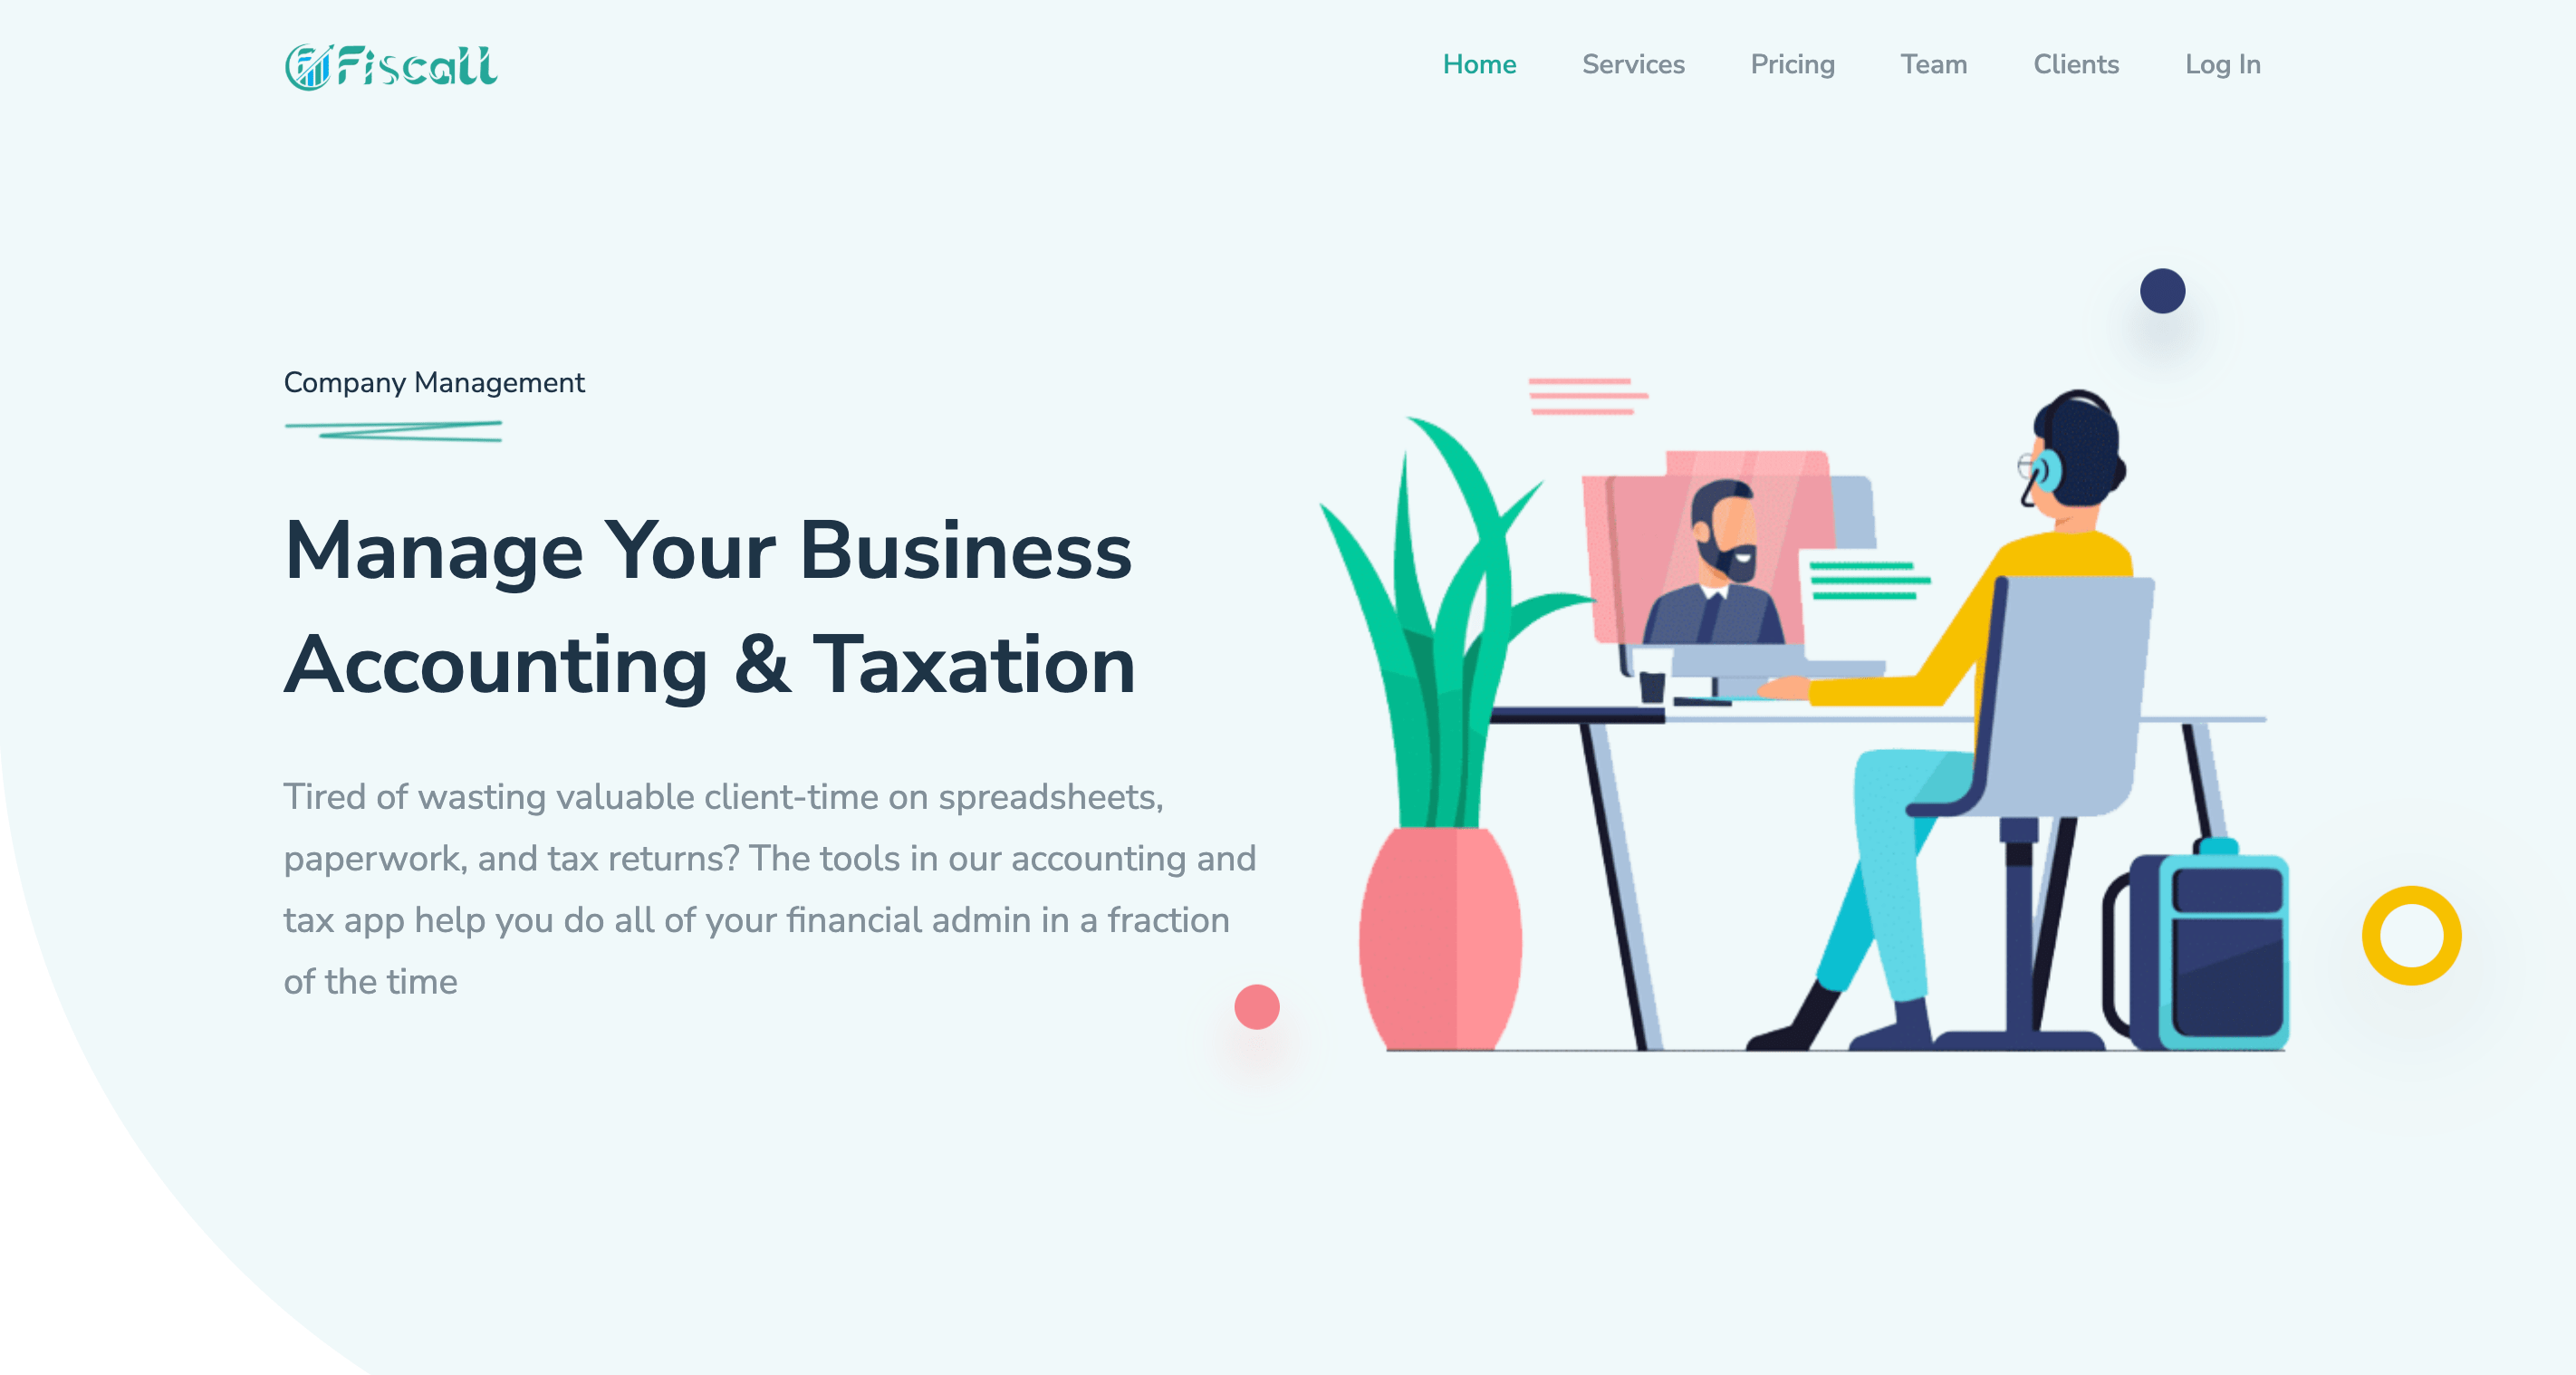 Fiscall
Home Services Pricing Team Clients Log In
Company Management
Manage Your Business
Accounting & Taxation
Tired of wasting valuable client-time on spreadsheets,
paperwork, and tax returns? The tools in our accounting and
tax app help you do all of your financial admin in a fraction
of the time